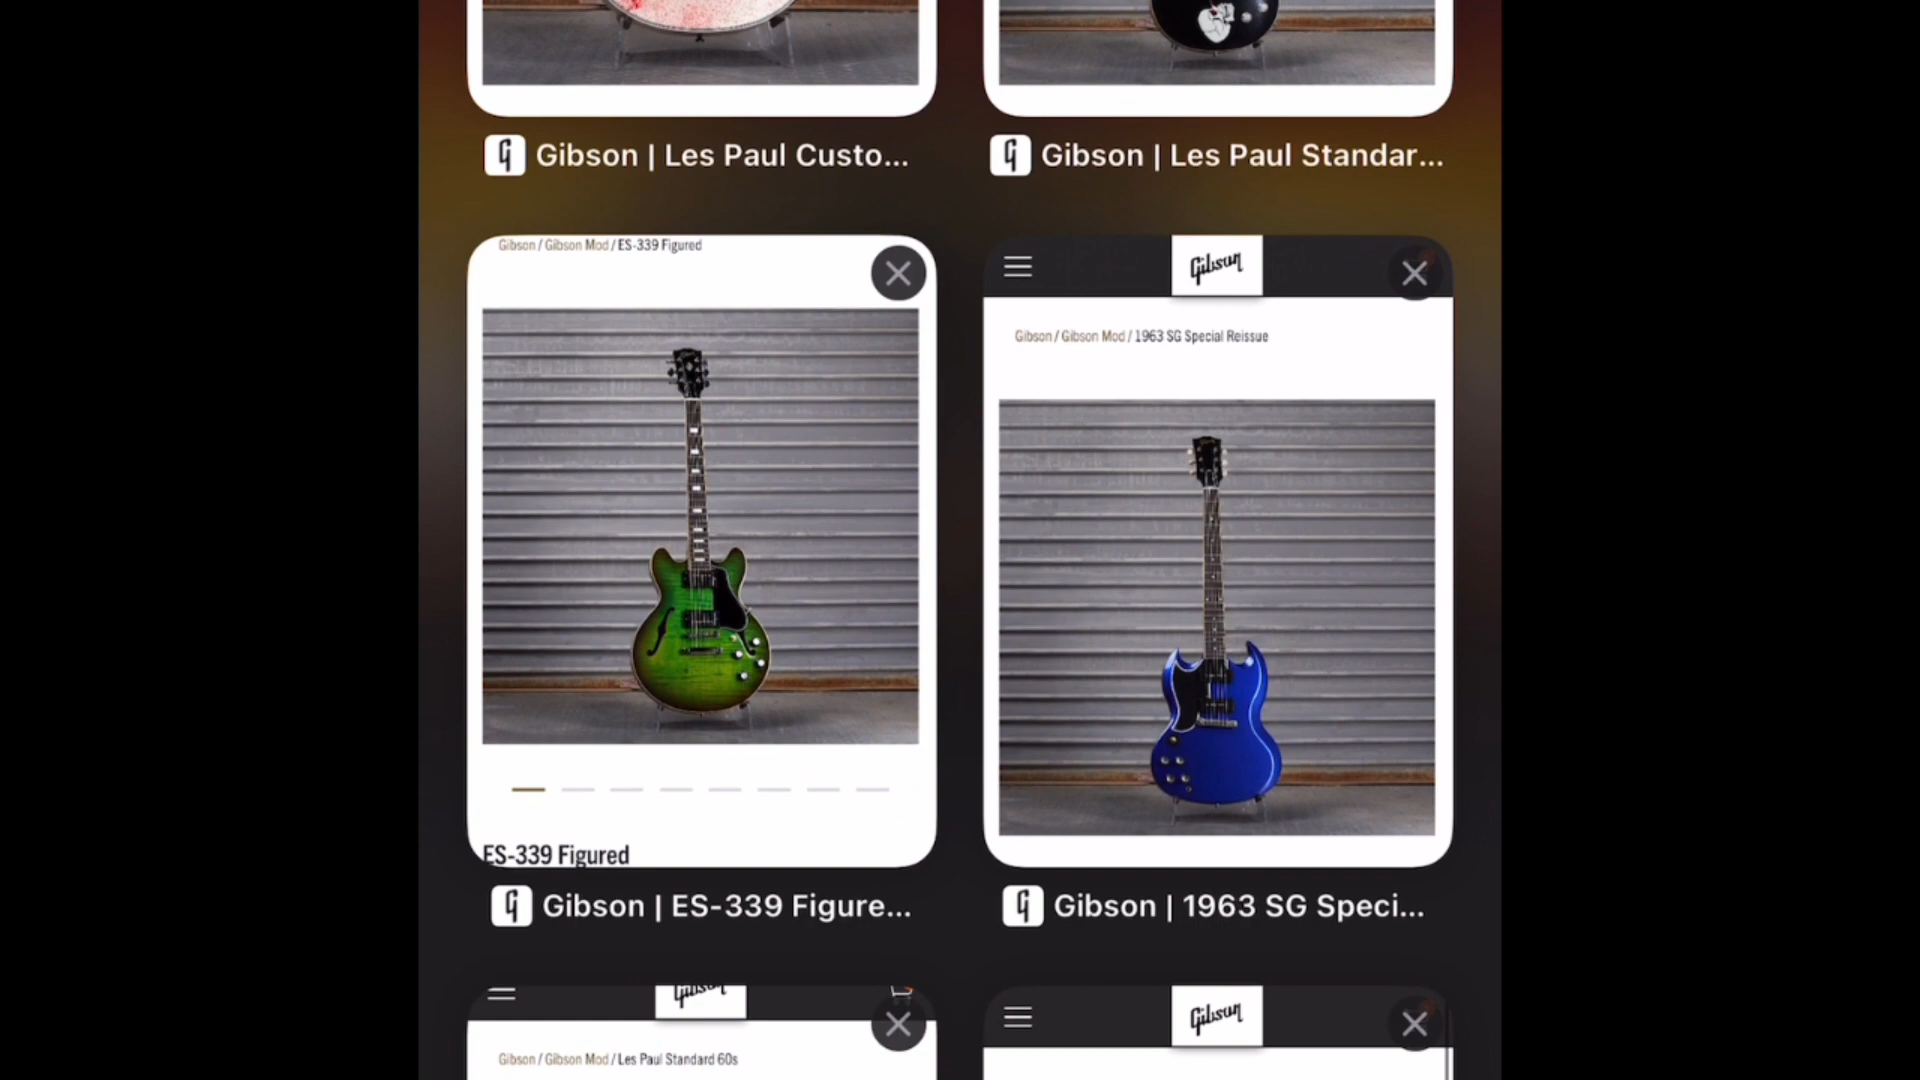 Gibson | Les Paul Custo...
Gibson | Les Paul Standar...
Gibson / Gibson Mod / ES-339 Figured
Gibson
Gibson / Gibson Mod / 1963 SG Special Reissue
ES-339 Figured
Gibson | ES-339 Figure...
Gibson | 1963 SG Speci...
Gibson
Gibson
Gibson / Gibson Mod / Les Paul Standard 60s